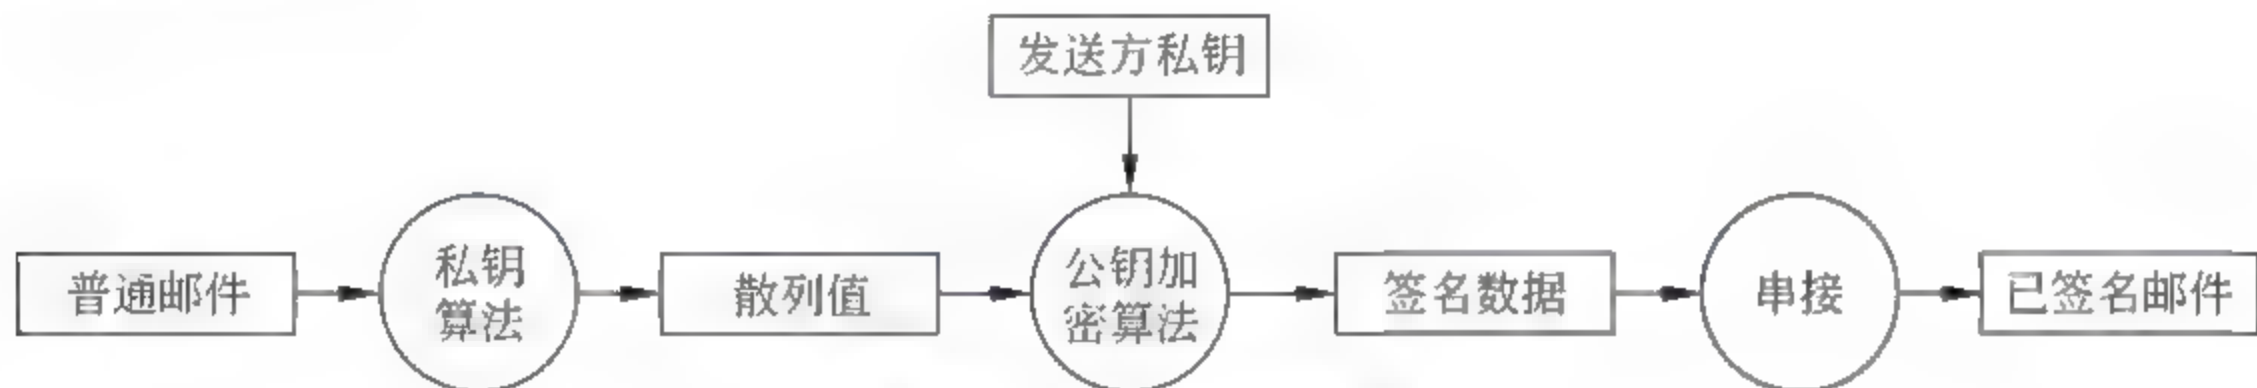 发送方私钥
普通邮件
私钥
算法
散列值
公钥加
密算法
签名数据
串接
已签名邮件